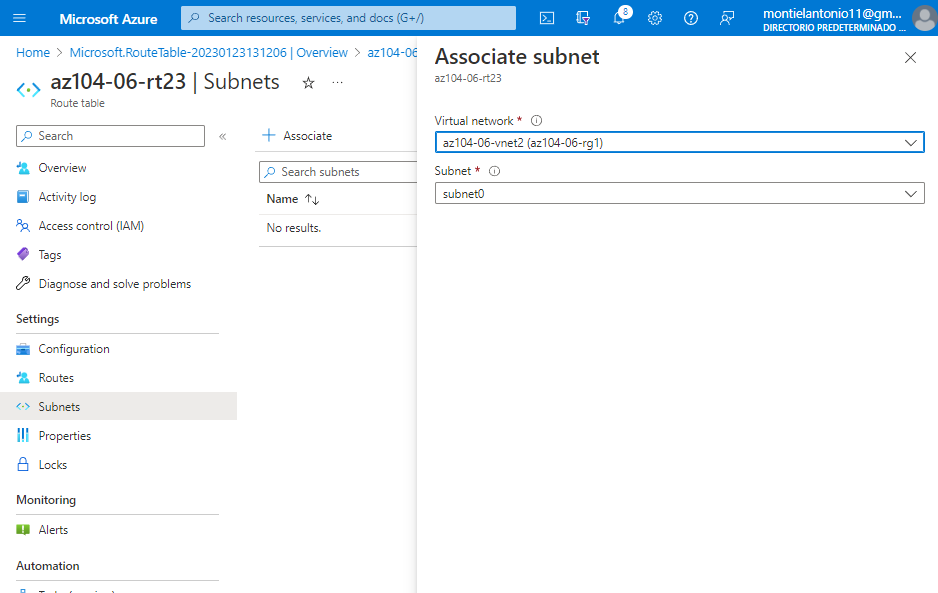 Microsoft Azure
Search resources, services, and docs (G+/)
8
montielantonio11@gm...
DIRECTORIO PREDETERMINADO ...
Home > Microsoft.RouteTable-20230123131206 | Overview > az104-06
az104-06-rt23 | Subnets
Route table
Search
Overview
Activity log
Access control (IAM)
Tags
Diagnose and solve problems
Settings
Configuration
Routes
Subnets
Properties
Locks
Monitoring
Alerts
Automation
Associate
Search subnets
Name
No results.
Associate subnet
az104-06-rt23
Virtual network *
az104-06-vnet2 (az104-06-rg1)
Subnet *
subnet0